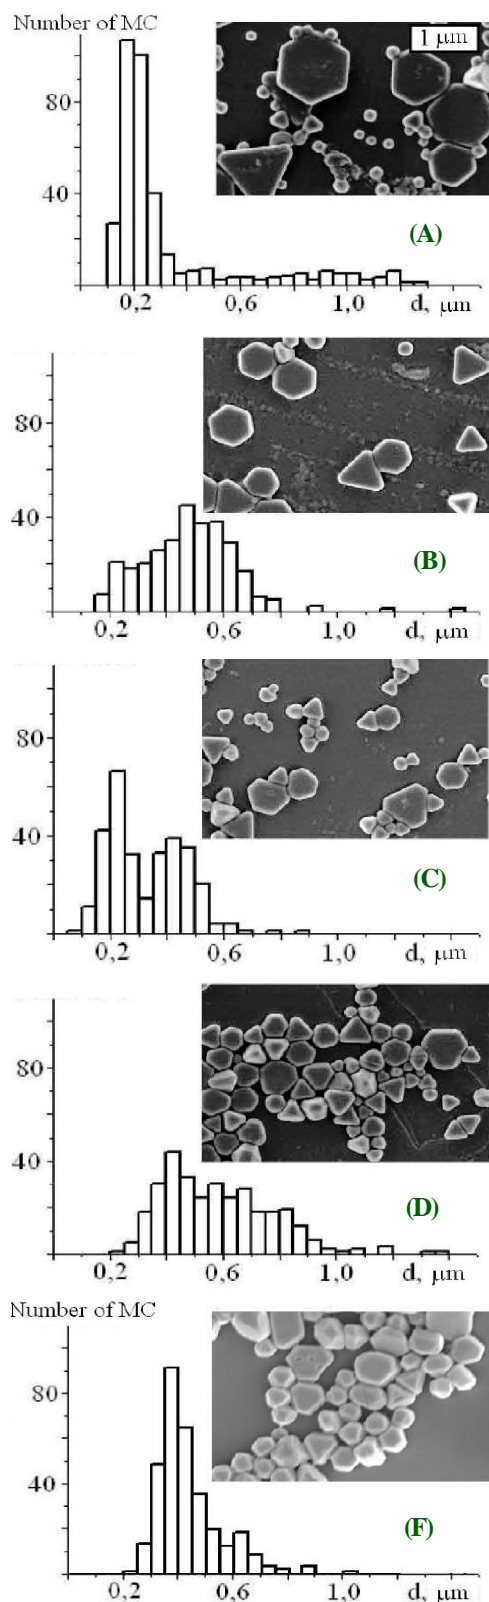 Number of MC
1 µm
80
40
(A)
0,2 0,6 1,0 d, µm
80
40
(B)
0,2 0,6 1,0 d, µm
80
40
(C)
0,2 0,6 1,0 d, µm
80
40
(D)
0,2 0,6 1,0 d, µm
Number of MC
80
40
(F)
0,2 0,6 1,0 d, µm